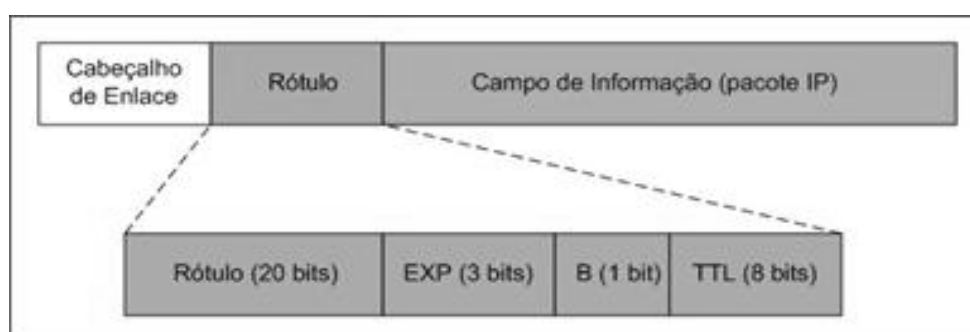 Cabeçalho
de Enlace
Rótulo
Campo de Informação (pacote IP)
Rótulo (20 bits)
EXP (3 bits)
B (1 bit)
TTL (8 bits)